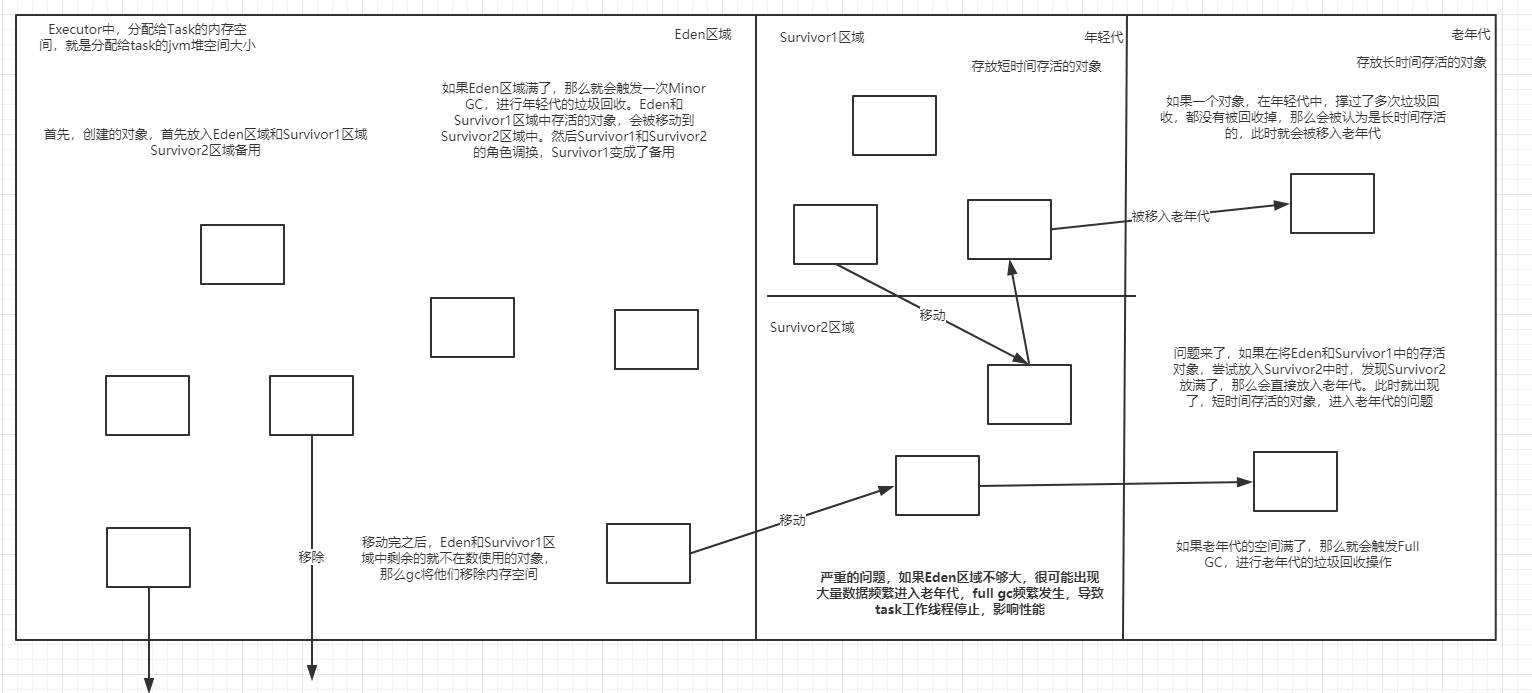 Executor中，分配给Task的内存空
间，就是分配给task的jvm堆空间大小
Eden区域
首先，创建的对象，首先放入Eden区域和Survivor1区域
Survivor2区域备用
如果Eden区域满了，那么就会触发一次Minor
GC，进行年轻代的垃圾回收。Eden和
Survivor1区域中存活的对象，会被移动到
Survivor2区域中。然后Survivor1和Survivor2
的角色调换，Survivor1变成了备用
移除
移动完之后，Eden和Survivor1区
域中剩余的就不在数使用的对象，
那么gc将他们移除内存空间
Survivor1区域
年轻代
存放短时间存活的对象
移动
Survivor2区域
移动
严重的问题，如果Eden区域不够大，很可能出现
大量数据频繁进入老年代，full gc频繁发生，导致
task工作线程停止，影响性能
老年代
存放长时间存活的对象
如果一个对象，在年轻代中，撑过了多次垃圾回
收，都没有被回收掉，那么会被认为是长时间存活
的，此时就会被移入老年代
被移入老年代
问题来了，如果在将Eden和Survivor1中的存活
对象，尝试放入Survivor2中时，发现Survivor2
放满了，那么会直接放入老年代。此时就出现
了，短时间存活的对象，进入老年代的问题
如果老年代的空间满了，那么就会触发Full
GC，进行老年代的垃圾回收操作